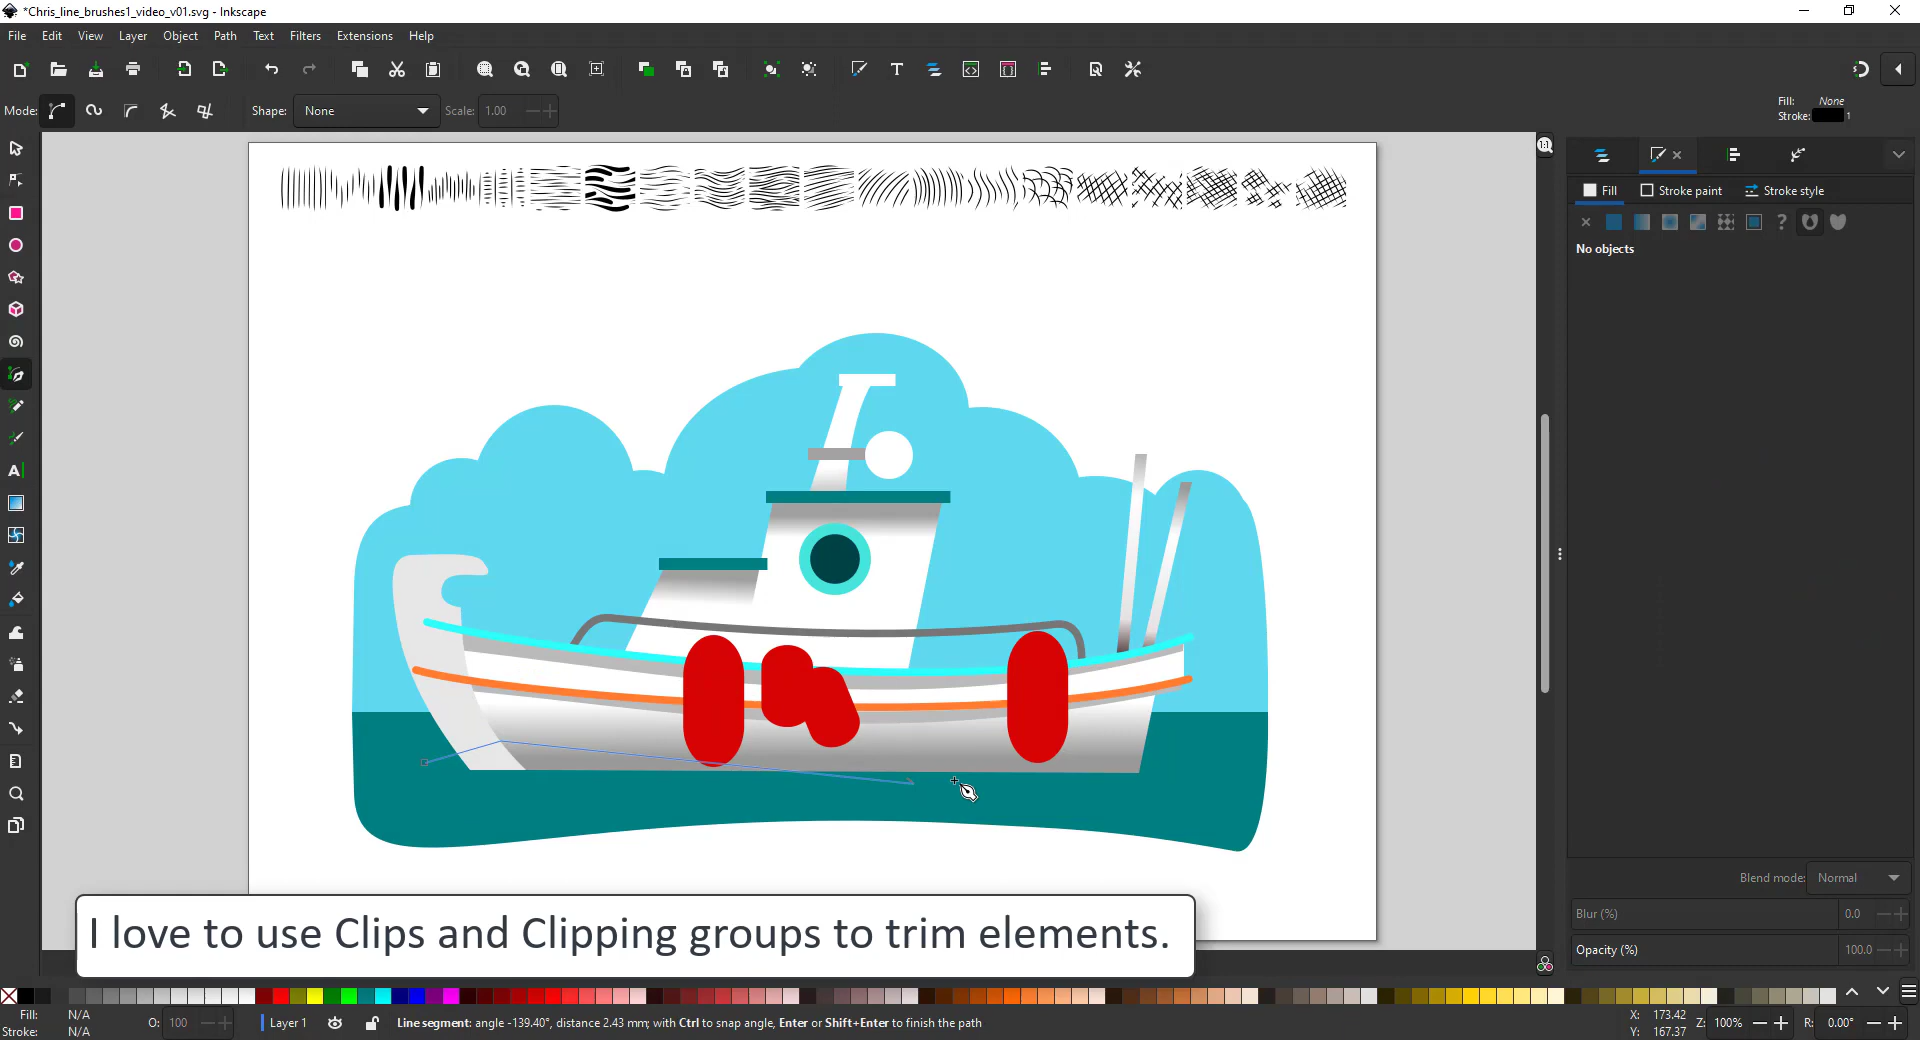 *Chris_line_brushes1_video_v01.svg - Inkscape
File Edit View Layer Object Path Text Filters Extensions Help
Mode: Shape: None Scale: 1.00
Fill: None
Stroke: 1
1:1
Fill Stroke paint Stroke style
No objects
I love to use Clips and Clipping groups to trim elements.
Blend mode: Normal
Blur (%) 0.0
Opacity (%) 100.0
Fill: N/A
Stroke: N/A
O: 100
Layer 1
Line segment: angle -139.40°, distance 2.43 mm; with Ctrl to snap angle, Enter or Shift+Enter to finish the path
X: 173.42
Y: 167.37
Z: 100%
R: 0.00°